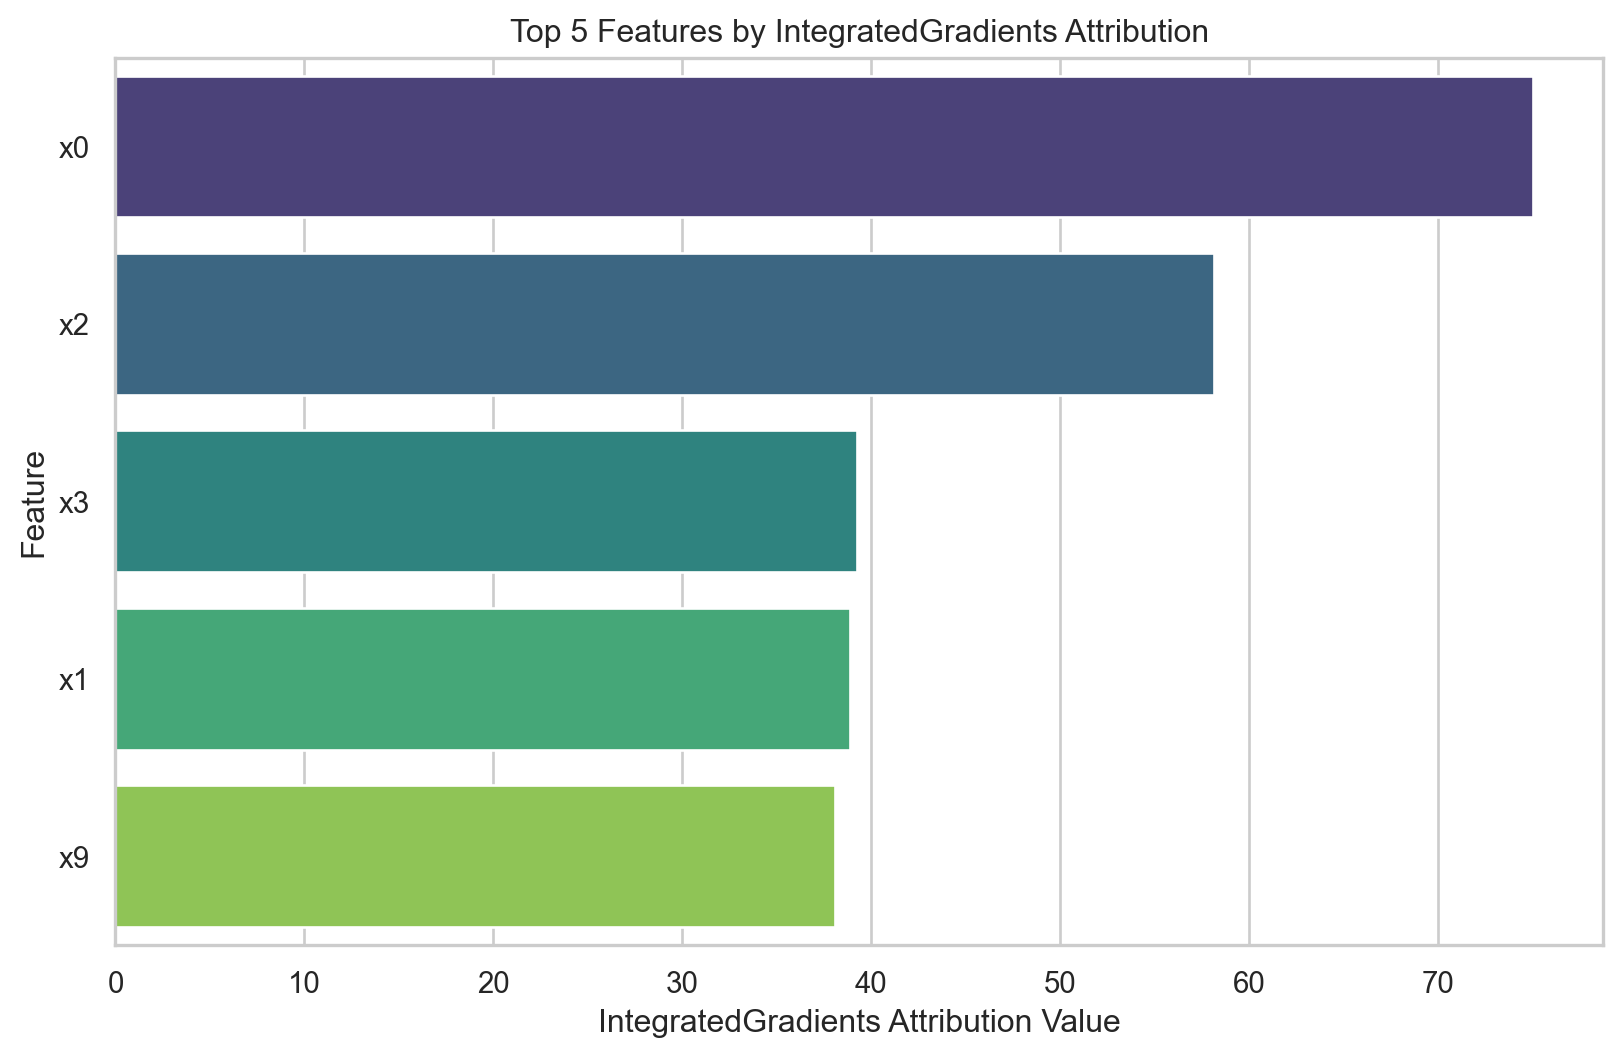 Top 5 Features by IntegratedGradients Attribution
x0
x2
x3
x1
x9
Feature
0 10 20 30 40 50 60 70
IntegratedGradients Attribution Value